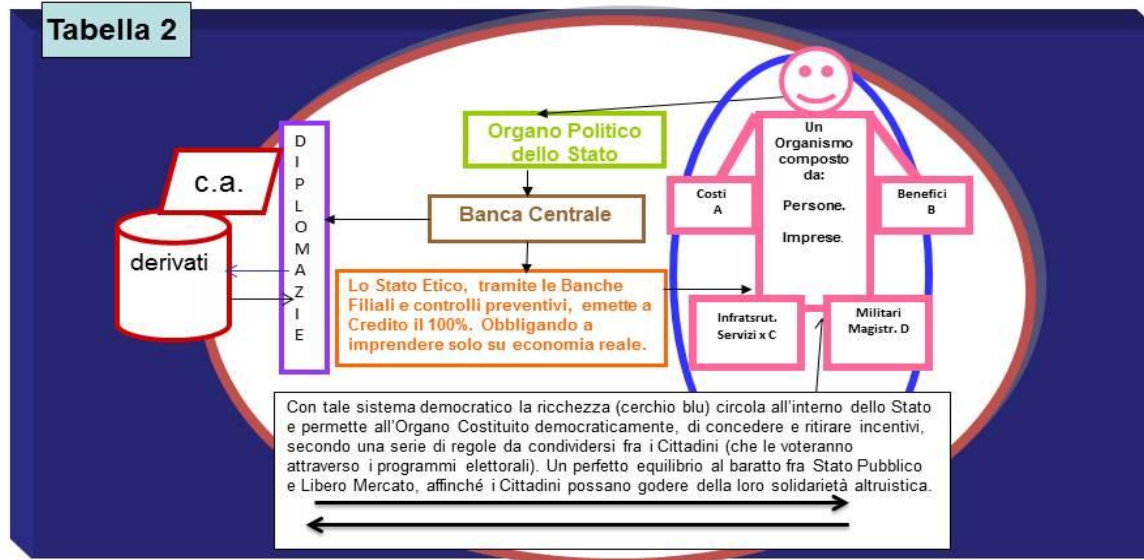 Tabella 2
Organo Politico
dello Stato
Banca Centrale
Lo Stato Etico, tramite le Banche
Filiali e controlli preventivi, emette a
Credito il 100%. Obbligando a
imprendere solo su economia reale.
D
I
P
L
O
M
A
Z
I
E
c.a.
derivati
Un
Organismo
composto
da:
Persone.
Imprese.
Costi
A
Benefici
B
Infratsrut.
Servizi x C
Militari
Magistr. D
Con tale sistema democratico la ricchezza (cerchio blu) circola all'interno dello Stato
e permette all'Organo Costituito democraticamente, di concedere e ritirare incentivi,
secondo una serie di regole da condividersi fra i Cittadini (che le voteranno
attraverso i programmi elettorali). Un perfetto equilibrio al baratto fra Stato Pubblico
e Libero Mercato, affinché i Cittadini possano godere della loro solidarietà altruistica.